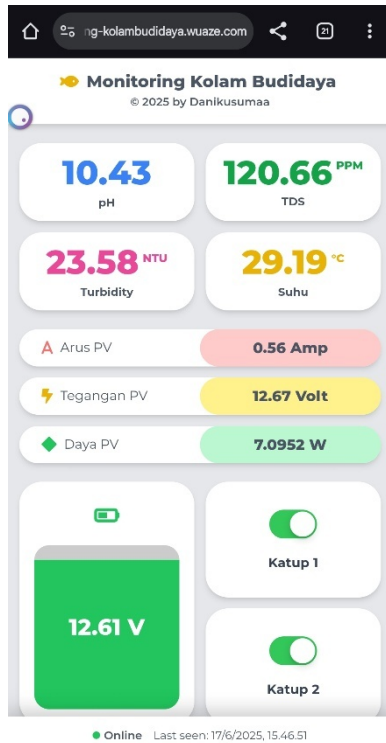 ng-kolambudidaya.wuaze.com
21
Monitoring Kolam Budidaya
© 2025 by Danikusumaa
10.43
pH
120.66 PPM
TDS
23.58 NTU
Turbidity
29.19 °C
Suhu
A Arus PV
0.56 Amp
Tegangan PV
12.67 Volt
Daya PV
7.0952 W
12.61 V
Katup 1
Katup 2
Online Last seen: 17/6/2025, 15.46.51